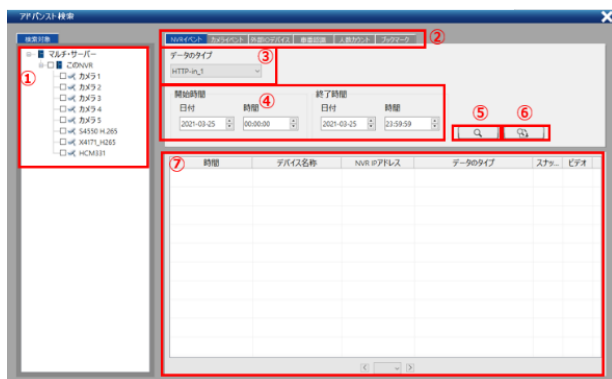 アドバンスト検索
検索対象
マルチ・サーバー
このNVR
カメラ1
カメラ2
カメラ3
カメラ4
カメラ5
S4550 H.265
X4171_H265
HCM331
①
NVRイベント カメライベント 外部I/Oデバイス 車番認識 人数カウント ブックマーク
②
データのタイプ
③
HTTP-in_1
開始時間
④
終了時間
日付 時間 日付 時間
2021-03-25 00:00:00 2021-03-25 23:59:59
⑤
⑥
⑦
時間 デバイス名称 NVR IPアドレス データのタイプ スナッ... ビデオ